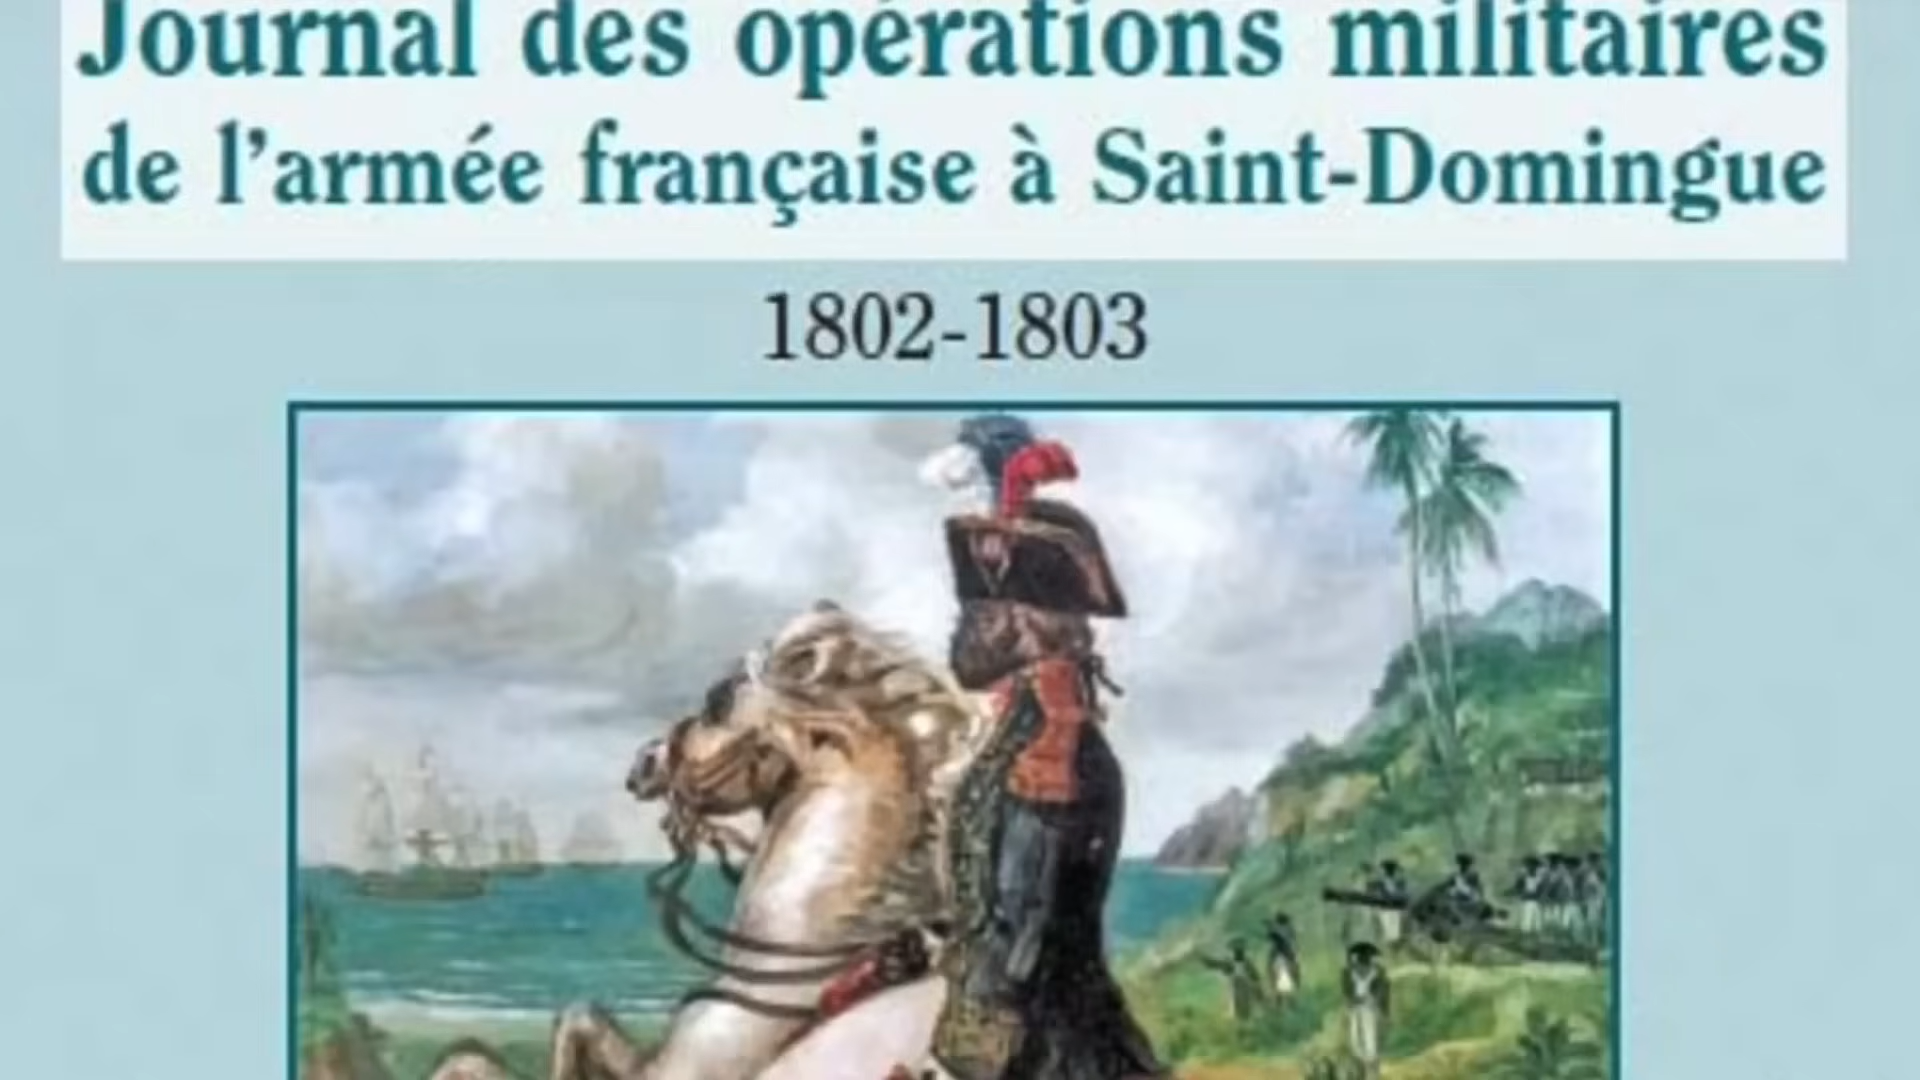 Journal des opérations militaires
de l'armée française à Saint-Domingue
1802-1803